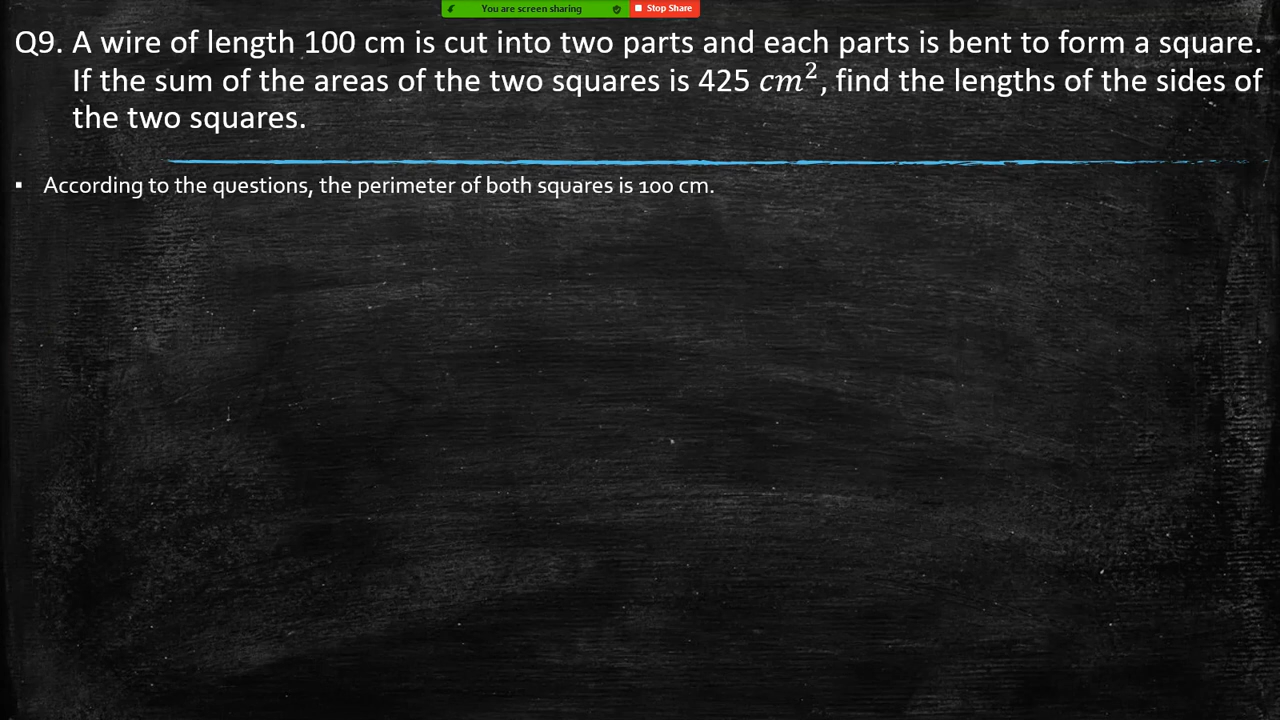 You are screen sharing
Stop Share
Q9. A wire of length 100 cm is cut into two parts and each parts is bent to form a square.
If the sum of the areas of the two squares is 425 cm², find the lengths of the sides of
the two squares.
▪ According to the questions, the perimeter of both squares is 100 cm.